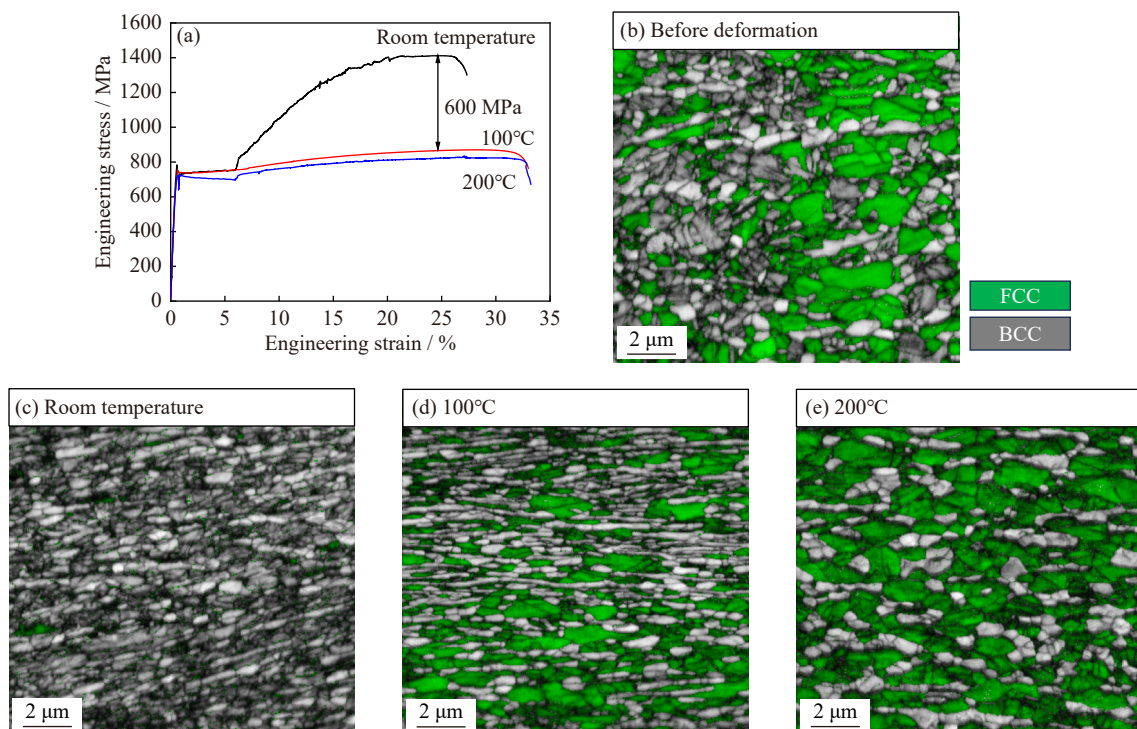 (a)
Room temperature
600 MPa
100℃
200℃
Engineering stress / MPa
1600
1400
1200
1000
800
600
400
200
0
0 5 10 15 20 25 30 35
Engineering strain / %
(b) Before deformation
2 μm
FCC
BCC
(c) Room temperature
2 μm
(d) 100℃
2 μm
(e) 200℃
2 μm